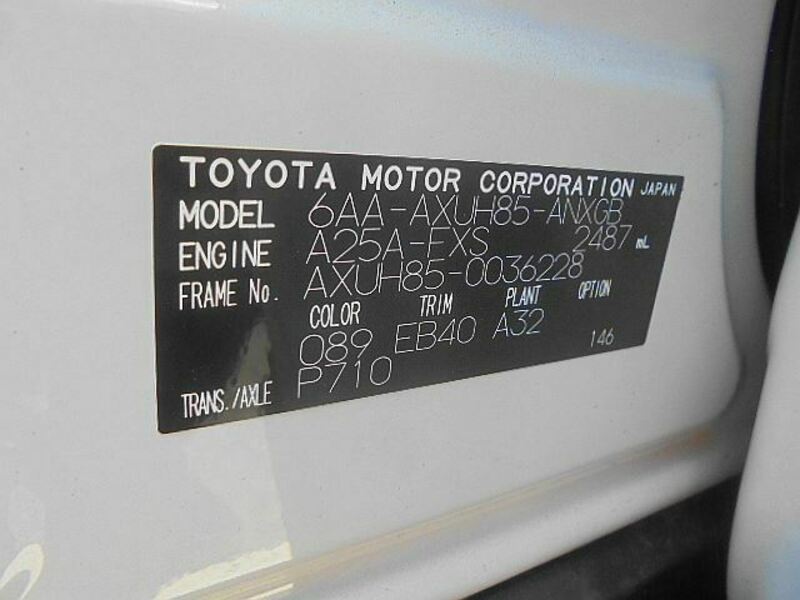 TOYOTA MOTOR CORPORATION JAPAN
MODEL 6AA-AXUH85-ANXGB
ENGINE A25A-FXS 2487 mL
FRAME No. AXUH85-0036228
COLOR TRIM PLANT OPTION
089 EB40 A32 146
TRANS./AXLE P710